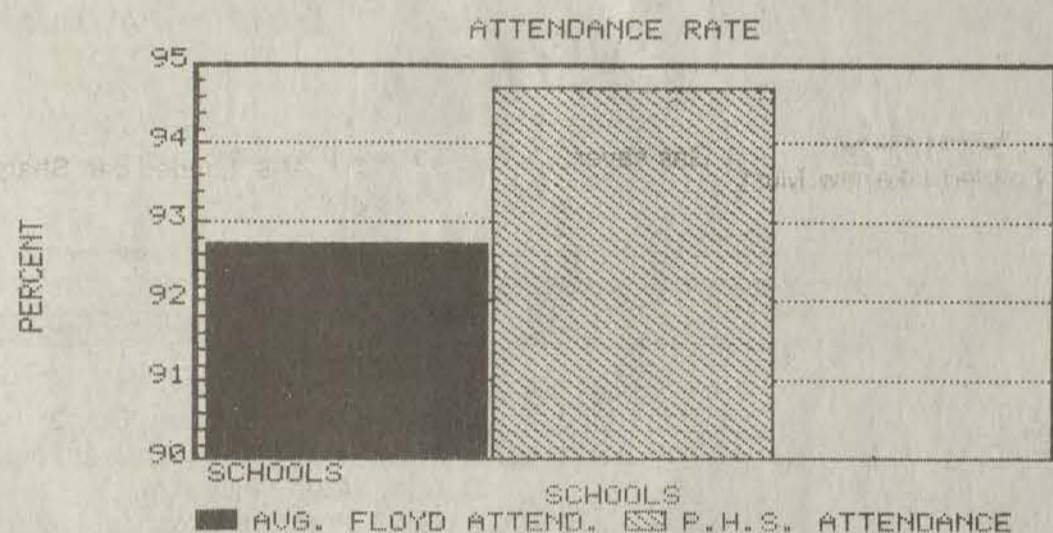 ATTENDANCE RATE
95
94
93
92
91
90
PERCENT
SCHOOLS
SCHOOLS
AVG. FLOYD ATTEND. P.H.S. ATTENDANCE